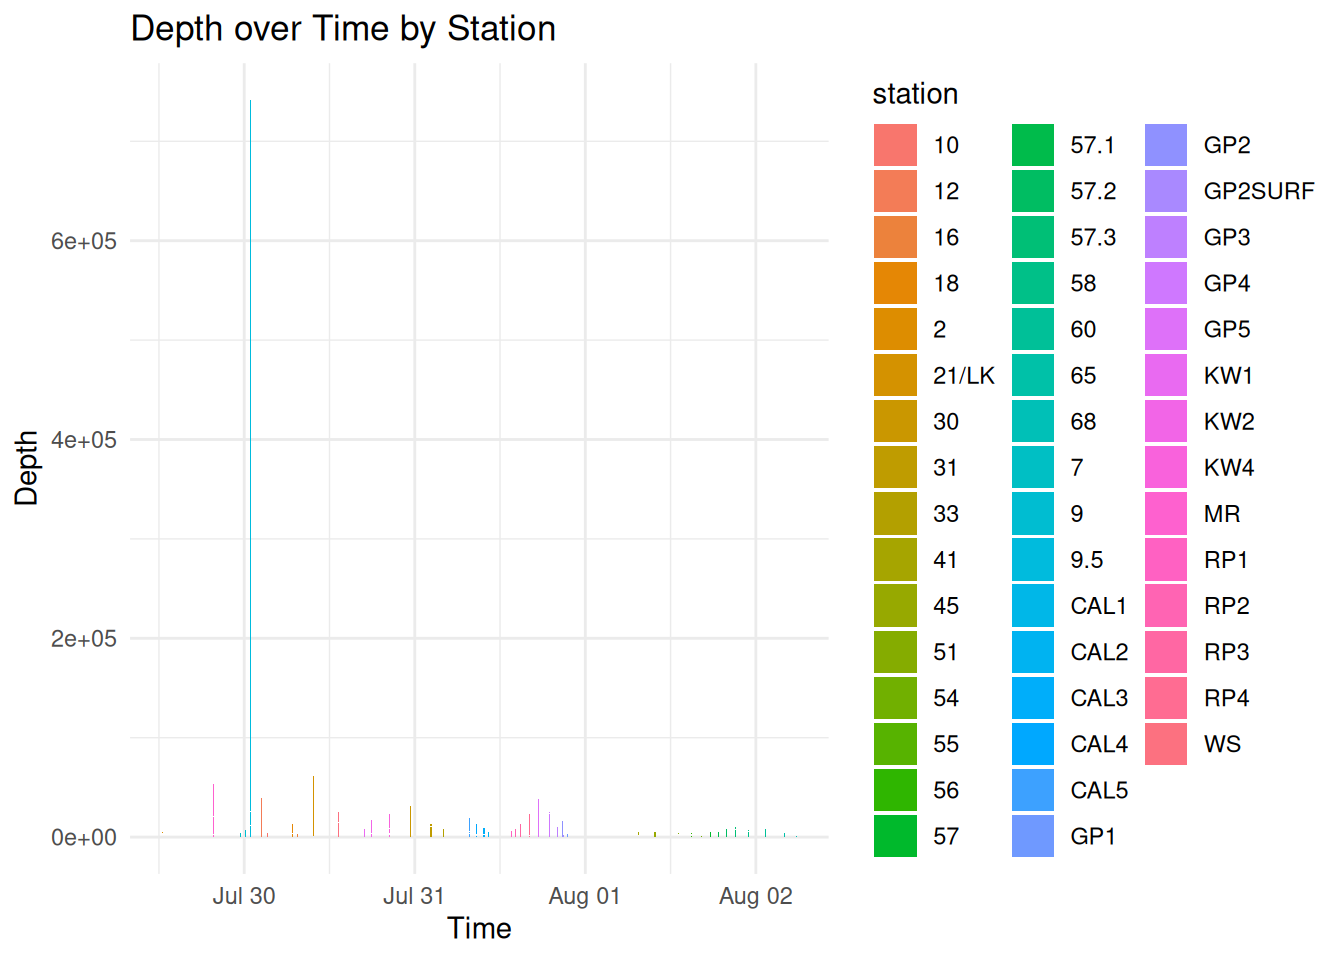 Depth over Time by Station
Depth
6e+05
4e+05
2e+05
0e+00
Jul 30
Jul 31
Aug 01
Aug 02
Time
station
10
12
16
18
2
21/LK
30
31
33
41
45
51
54
55
56
57
57.1
57.2
57.3
58
60
65
68
7
9
9.5
CAL1
CAL2
CAL3
CAL4
CAL5
GP1
GP2
GP2SURF
GP3
GP4
GP5
KW1
KW2
KW4
MR
RP1
RP2
RP3
RP4
WS